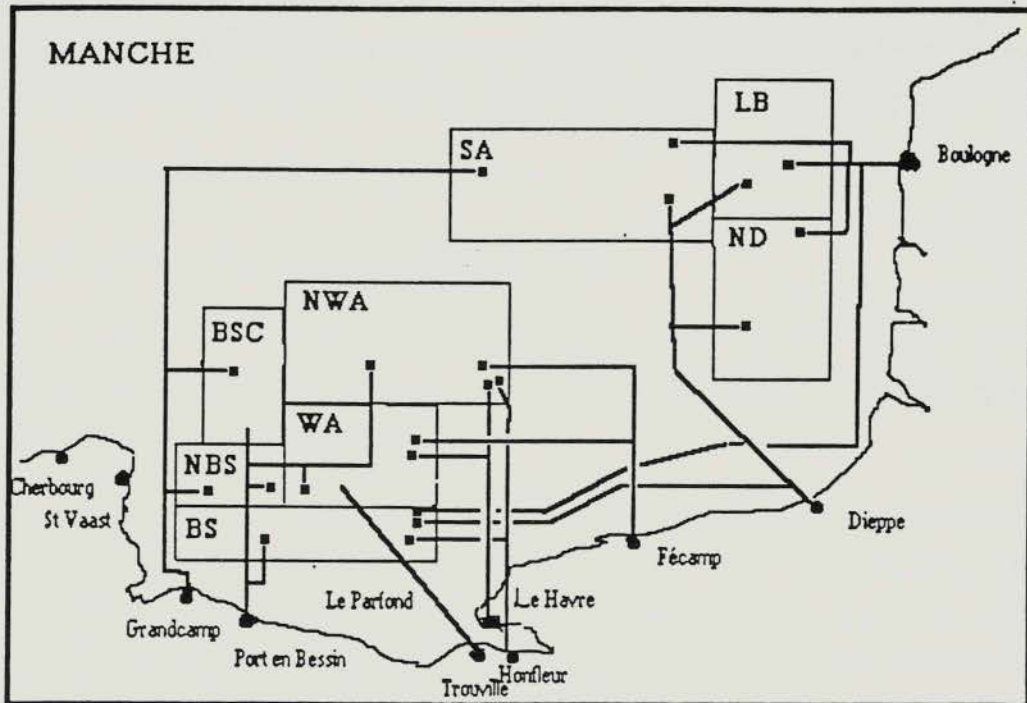 MANCHE
LB
SA
Boulogne
ND
NWA
BSC
WA
NBS
Cherbourg
St Vaast
BS
Dieppe
Fécamp
Le Parfond
Le Havre
Grandcamp
Port en Bessin
Honfleur
Trouville